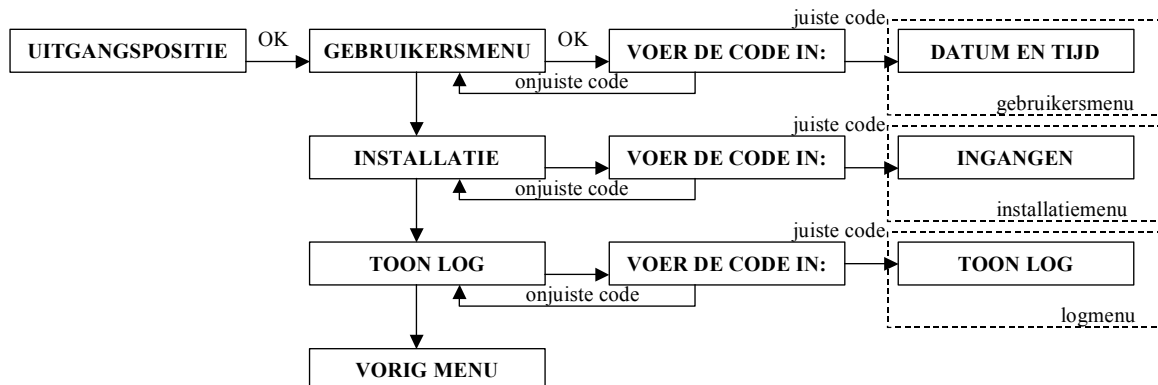 juiste code
OK
OK
UITGANGSPOSITIE
GEBRUIKERSMENU
VOER DE CODE IN:
DATUM EN TIJD
onjuiste code
gebruikersmenu
juiste code
INSTALLATIE
VOER DE CODE IN:
INGANGEN
onjuiste code
installatiemenu
juiste code
TOON LOG
VOER DE CODE IN:
TOON LOG
onjuiste code
logmenu
VORIG MENU